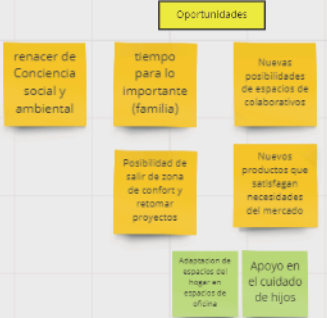 Oportunidades
renacer de
Conciencia
social y
ambiental
tiempo
para lo
importante
(familia)
Nuevas
posibilidades
de espacios de
colaborativos
Posibilidad de
salir de zona
de confort y
retomar
proyectos
Nuevos
productos que
satisfagan
necesidades
del mercado
Adaptacion de
espacios del
hogar en
espacios de
oficina
Apoyo en
el cuidado
de hijos